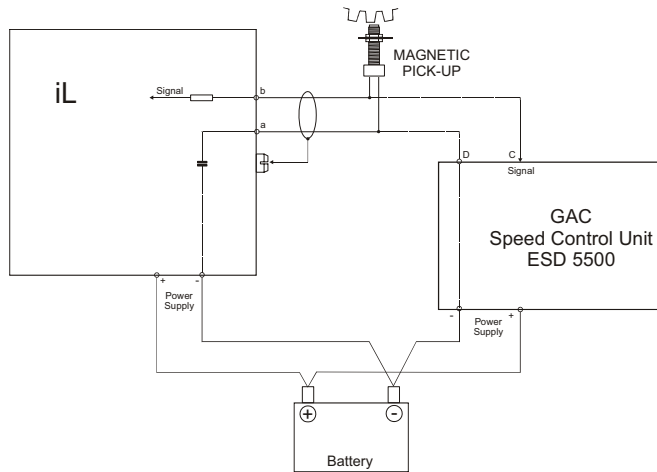 MAGNETIC
PICK-UP
iL
Signal
b
a
D
C
Signal
GAC
Speed Control Unit
ESD 5500
+
-
Power
Supply
-
Power
Supply
+
+
-
Battery